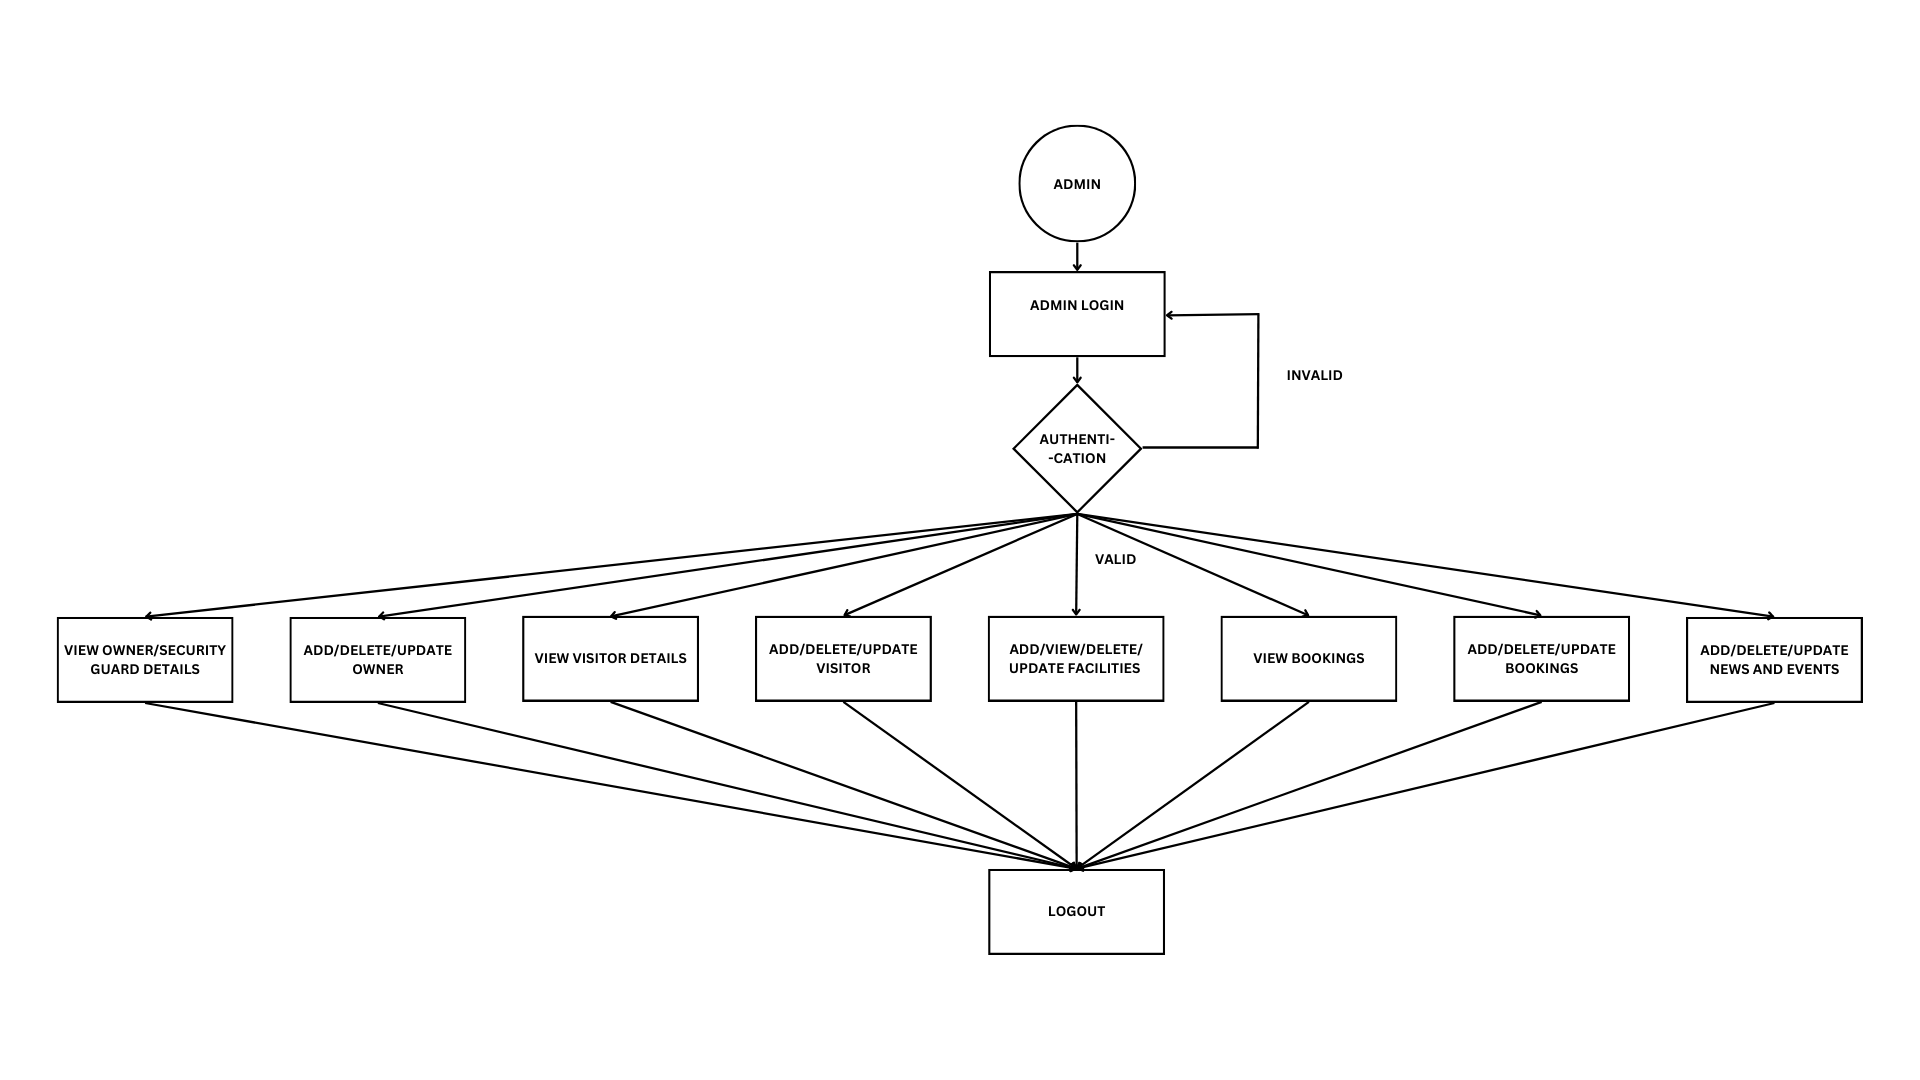 ADMIN
ADMIN LOGIN
INVALID
AUTHENTI-
-CATION
VALID
VIEW OWNER/SECURITY
GUARD DETAILS
ADD/DELETE/UPDATE
OWNER
VIEW VISITOR DETAILS
ADD/DELETE/UPDATE
VISITOR
ADD/VIEW/DELETE/
UPDATE FACILITIES
VIEW BOOKINGS
ADD/DELETE/UPDATE
BOOKINGS
ADD/DELETE/UPDATE
NEWS AND EVENTS
LOGOUT